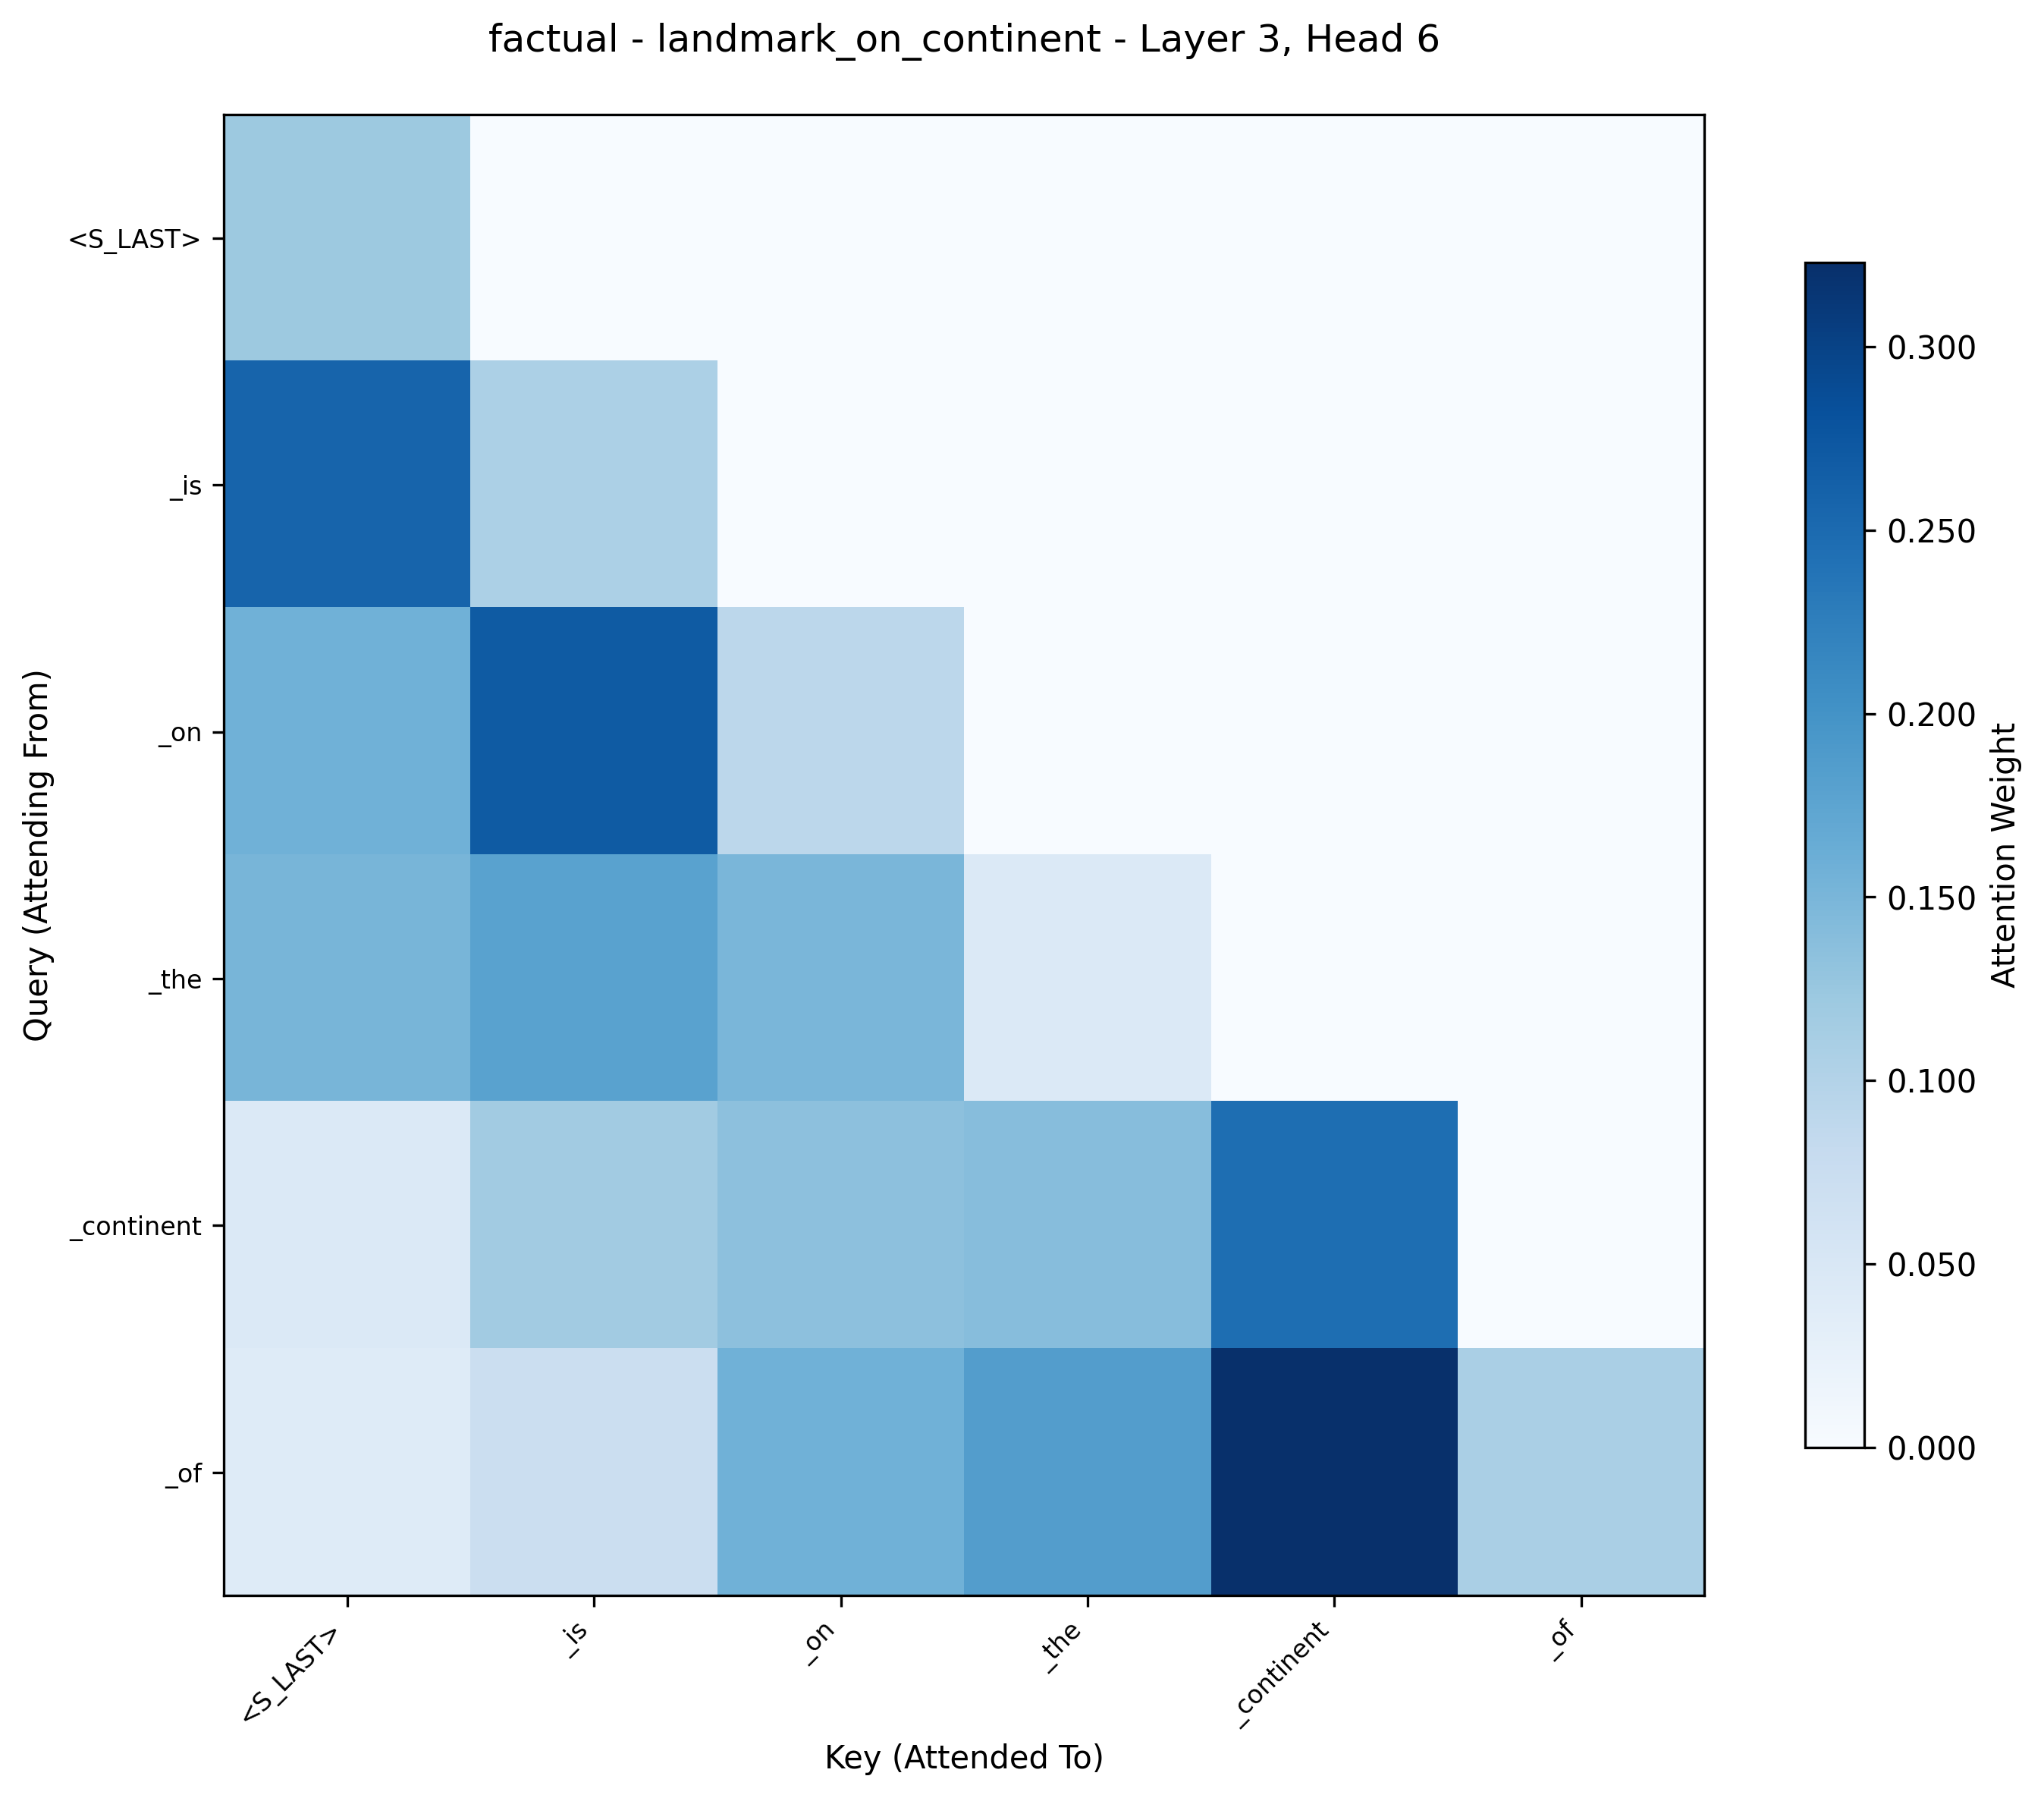 factual - landmark_on_continent - Layer 3, Head 6
Query (Attending From)
<S_LAST>
_is
_on
_the
_continent
_of
<S_LAST>
_is
_on
_the
_continent
_of
Key (Attended To)
0.300
0.250
0.200
0.150
0.100
0.050
0.000
Attention Weight